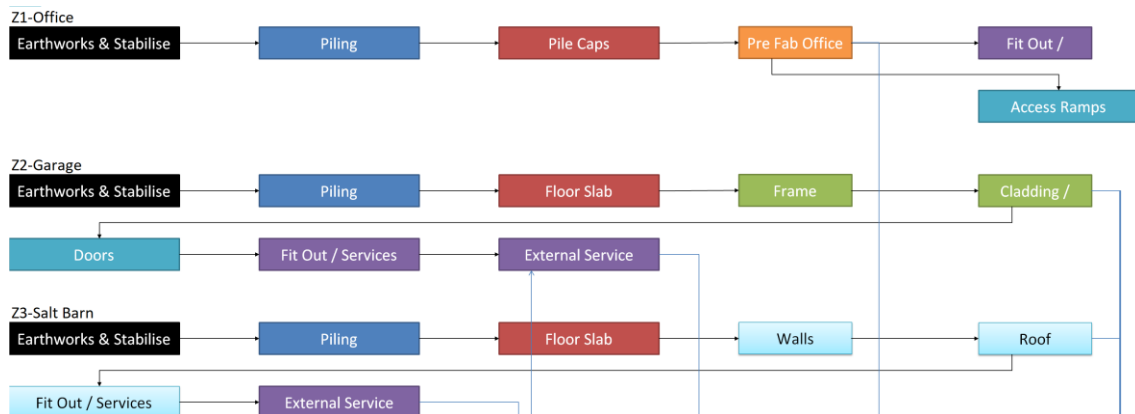 Z1-Office
Earthworks & Stabilise
Piling
Pile Caps
Pre Fab Office
Fit Out /
Access Ramps
Z2-Garage
Earthworks & Stabilise
Piling
Floor Slab
Frame
Cladding /
Doors
Fit Out / Services
External Service
Z3-Salt Barn
Earthworks & Stabilise
Piling
Floor Slab
Walls
Roof
Fit Out / Services
External Service